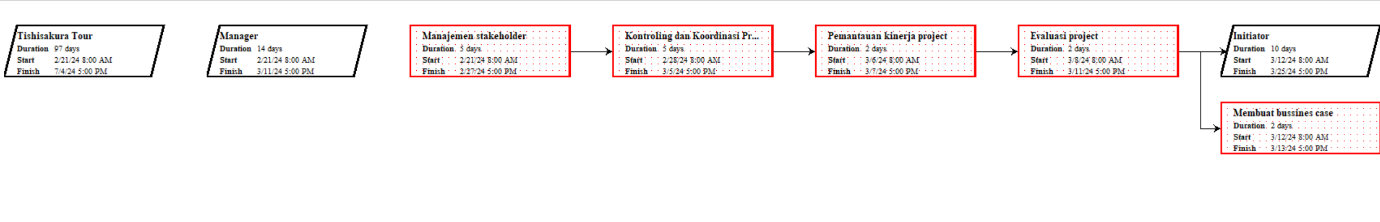 Tishisakura Tour
Duration 97 days
Start 2/21/24 8:00 AM
Finish 7/4/24 5:00 PM
Manager
Duration 14 days
Start 2/21/24 8:00 AM
Finish 3/11/24 5:00 PM
Manajemen stakeholder
Duration 5 days
Start 2/21/24 8:00 AM
Finish 2/27/24 5:00 PM
Kontroling dan Koordinasi Pr...
Duration 5 days
Start 2/28/24 8:00 AM
Finish 3/5/24 5:00 PM
Pemantauan kinerja project
Duration 2 days
Start 3/6/24 8:00 AM
Finish 3/7/24 5:00 PM
Evaluasi project
Duration 2 days
Start 3/8/24 8:00 AM
Finish 3/11/24 5:00 PM
Initiator
Duration 10 days
Start 3/12/24 8:00 AM
Finish 3/25/24 5:00 PM
Membuat bussines case
Duration 2 days
Start 3/12/24 8:00 AM
Finish 3/13/24 5:00 PM